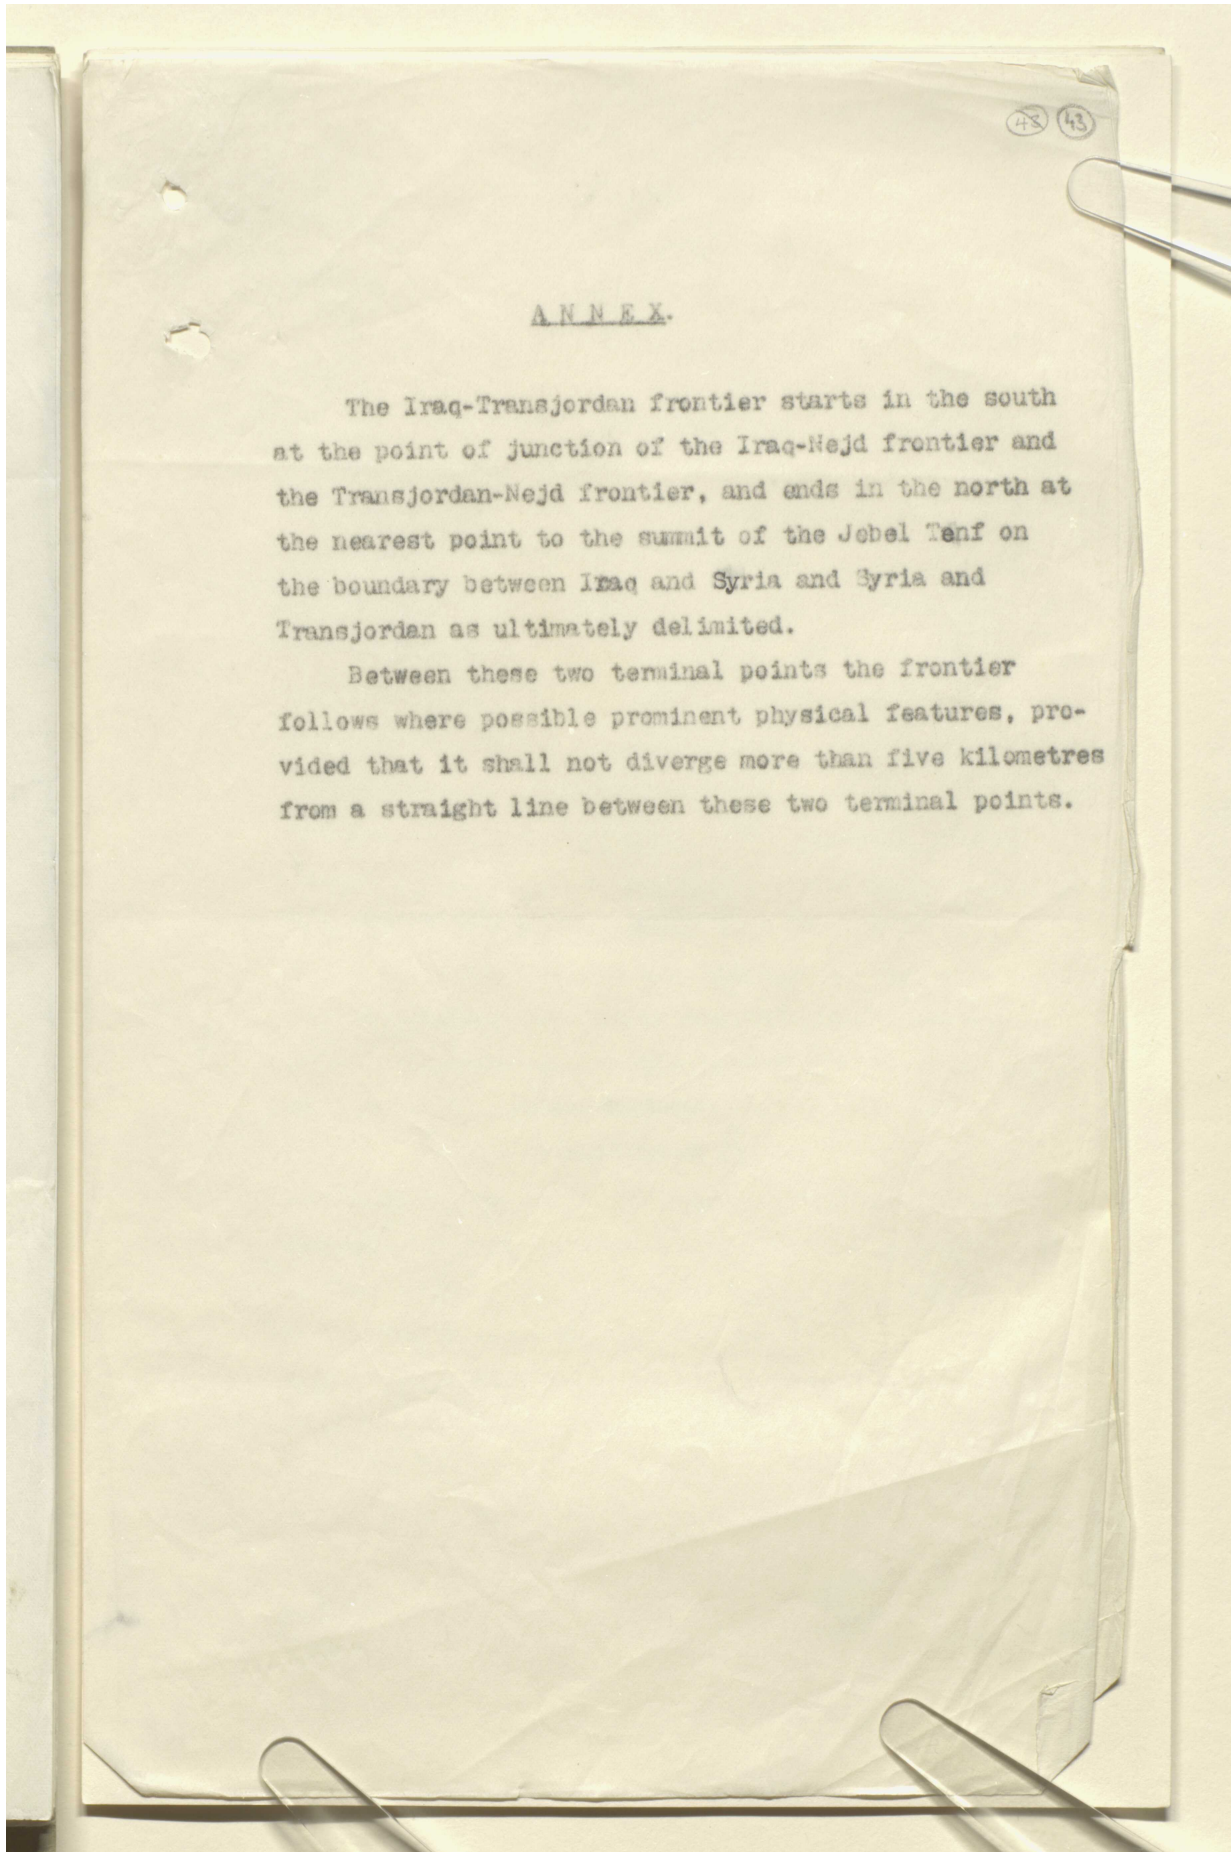 43 43
A N N E X.
The Iraq-Transjordan frontier starts in the south
at the point of junction of the Iraq-Nejd frontier and
the Transjordan-Nejd frontier, and ends in the north at
the nearest point to the summit of the Jebel Tenf on
the boundary between Iraq and Syria and Syria and
Transjordan as ultimately delimited.
Between these two terminal points the frontier
follows where possible prominent physical features, pro-
vided that it shall not diverge more than five kilometres
from a straight line between these two terminal points.